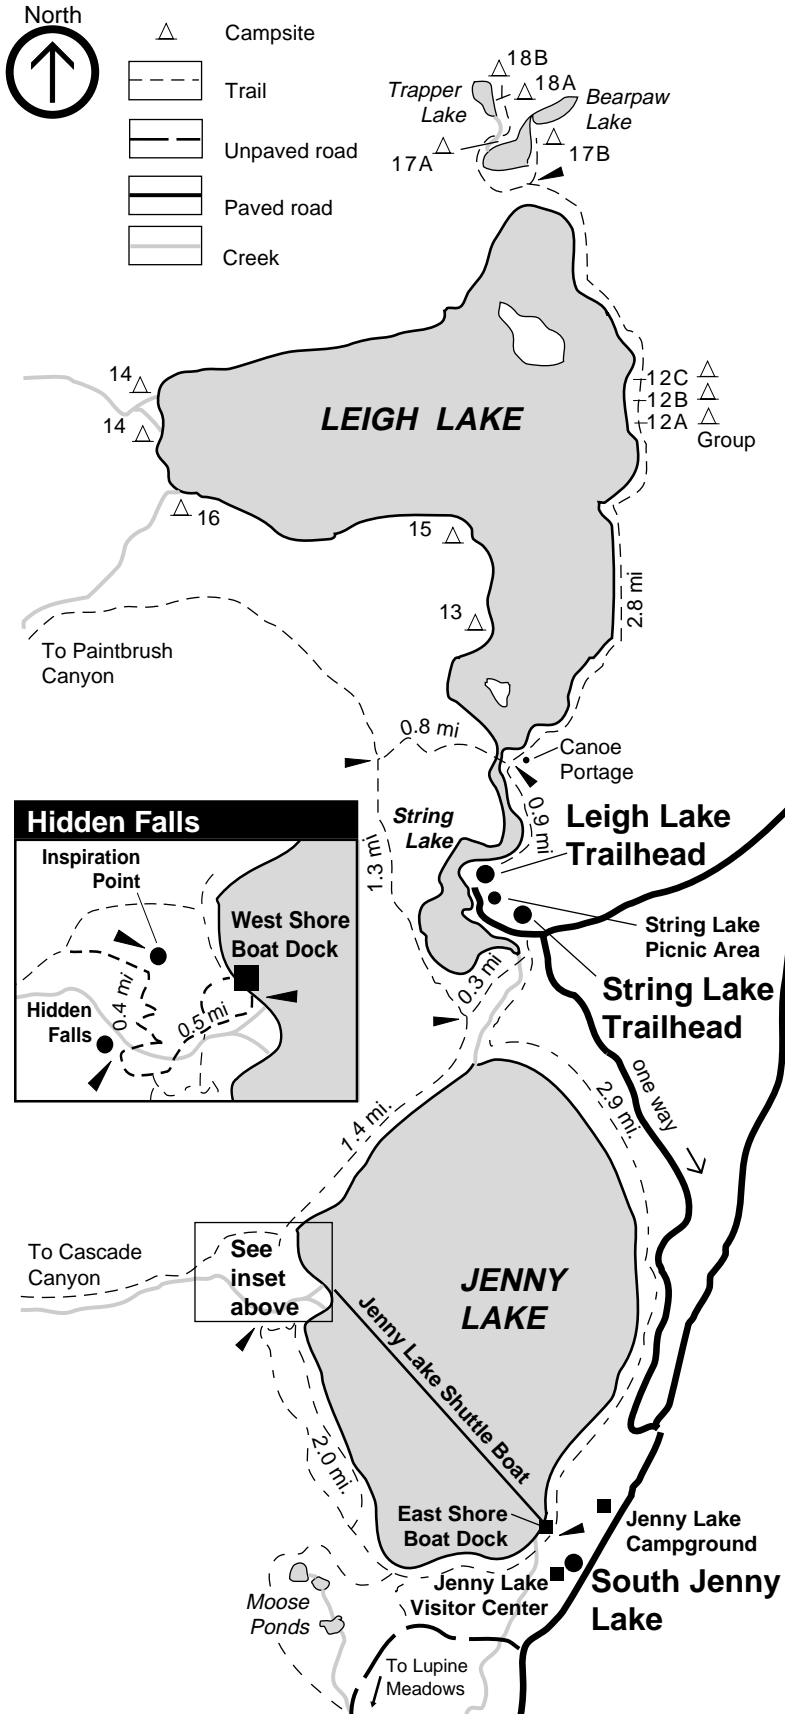 North
Campsite
Trail
Unpaved road
Paved road
Creek
18B
Trapper
Lake
18A
Bearpaw
Lake
17A
17B
14
14
LEIGH LAKE
12C
12B
12A
Group
16
15
13
2.8 mi
To Paintbrush
Canyon
0.8 mi
Canoe
Portage
String
Lake
0.9 mi
Leigh Lake
Trailhead
1.3 mi
String Lake
Picnic Area
String Lake
Trailhead
0.3 mi
Hidden Falls
Inspiration
Point
West Shore
Boat Dock
0.4 mi
0.5 mi
Hidden
Falls
one way
2.9 mi.
1.4 mi.
To Cascade
Canyon
See
inset
above
JENNY
LAKE
Jenny Lake Shuttle Boat
2.0 mi.
East Shore
Boat Dock
Jenny Lake
Campground
Jenny Lake
Visitor Center
South Jenny
Lake
Moose
Ponds
To Lupine
Meadows